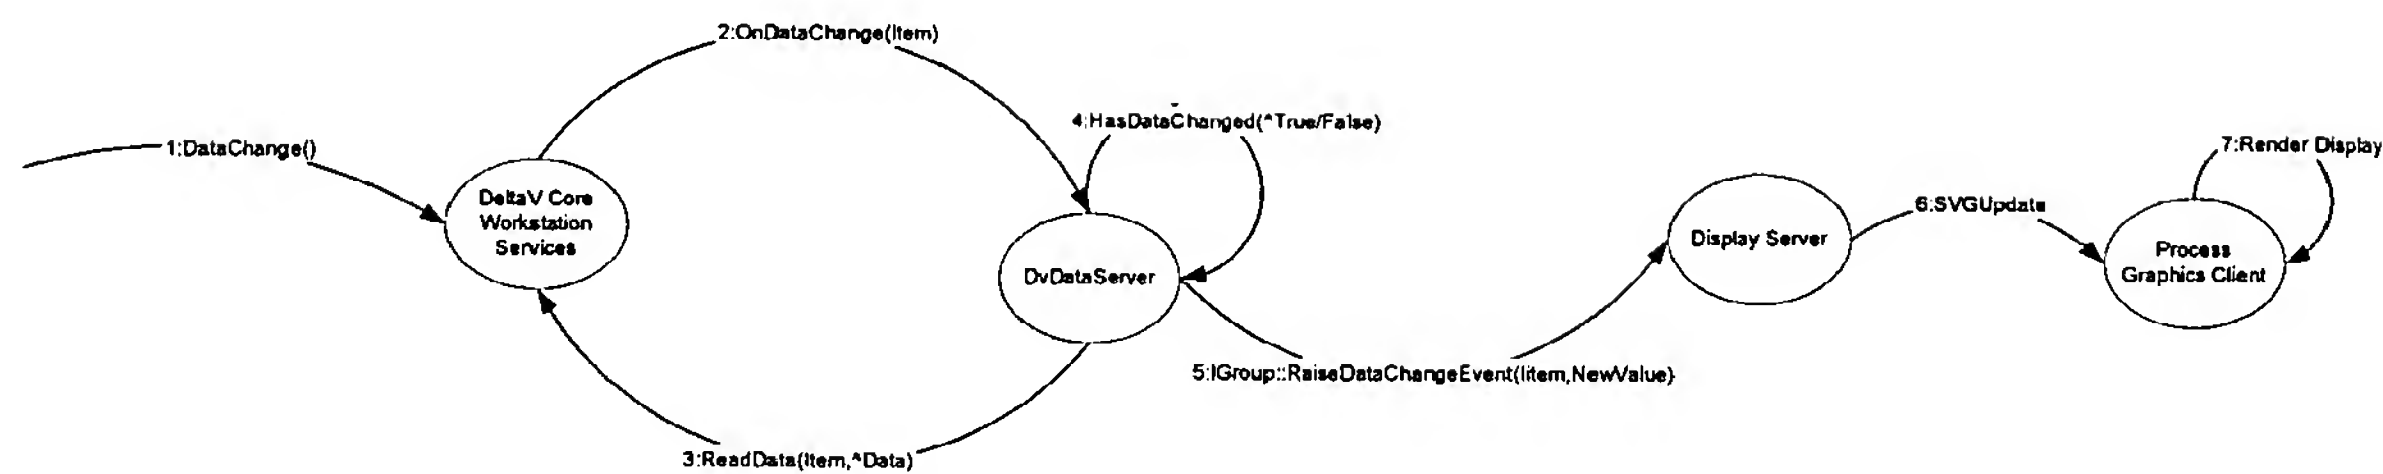 2:OnDataChange(Item)
4:HasDataChanged(^True/False)
1:DataChange()
7:Render Display
DeltaV Core
Workstation
Services
6:SVGUpdate
Display Server
Process
Graphics Client
DvDataServer
5:IGroup::RaiseDataChangeEvent(Iitem,NewValue)
3:ReadData(Item,^Data)